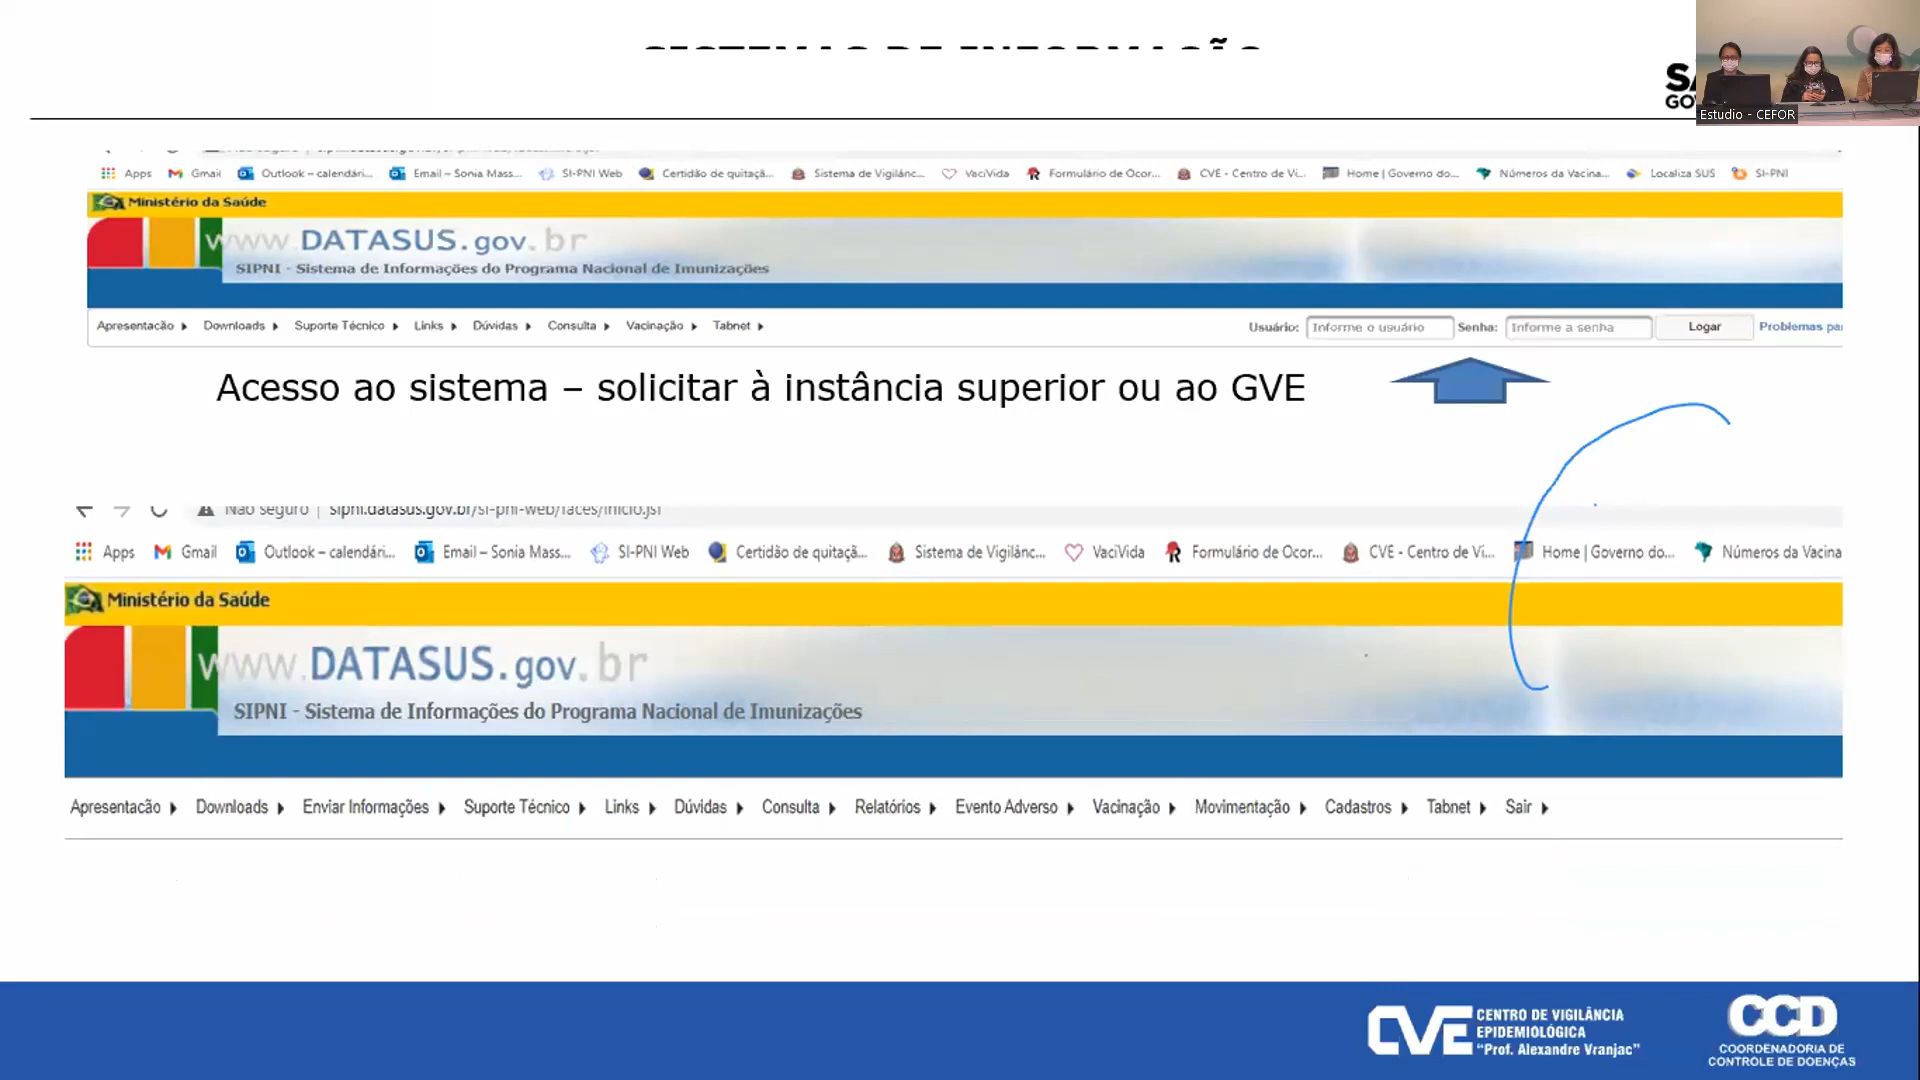 SISTEMAS DE INFORMAÇÃO
Estudio - CEFOR
Apps Gmail Outlook – calendári... Email – Sonia Mass... SI-PNI Web Certidão de quitaçã... Sistema de Vigilânc... VaciVida Formulário de Ocor... CVE - Centro de Vi... Home | Governo do... Números da Vacina... Localiza SUS SI-PNI
Ministério da Saúde
www.DATASUS.gov.br
SIPNI - Sistema de Informações do Programa Nacional de Imunizações
Apresentacão Downloads Suporte Técnico Links Dúvidas Consulta Vacinação Tabnet Usuário: Informe o usuário Senha: Informe a senha Logar Problemas pa
Acesso ao sistema – solicitar à instância superior ou ao GVE
Não seguro | sipni.datasus.gov.br/si-pni-web/faces/inicio.jsf
Apps Gmail Outlook – calendári... Email – Sonia Mass... SI-PNI Web Certidão de quitaçã... Sistema de Vigilânc... VaciVida Formulário de Ocor... CVE - Centro de Vi... Home | Governo do... Números da Vacina
Ministério da Saúde
www.DATASUS.gov.br
SIPNI - Sistema de Informações do Programa Nacional de Imunizações
Apresentacão Downloads Enviar Informações Suporte Técnico Links Dúvidas Consulta Relatórios Evento Adverso Vacinação Movimentação Cadastros Tabnet Sair
CVE CENTRO DE VIGILÂNCIA
EPIDEMIOLÓGICA
"Prof. Alexandre Vranjac"
CCD
COORDENADORIA DE
CONTROLE DE DOENÇAS